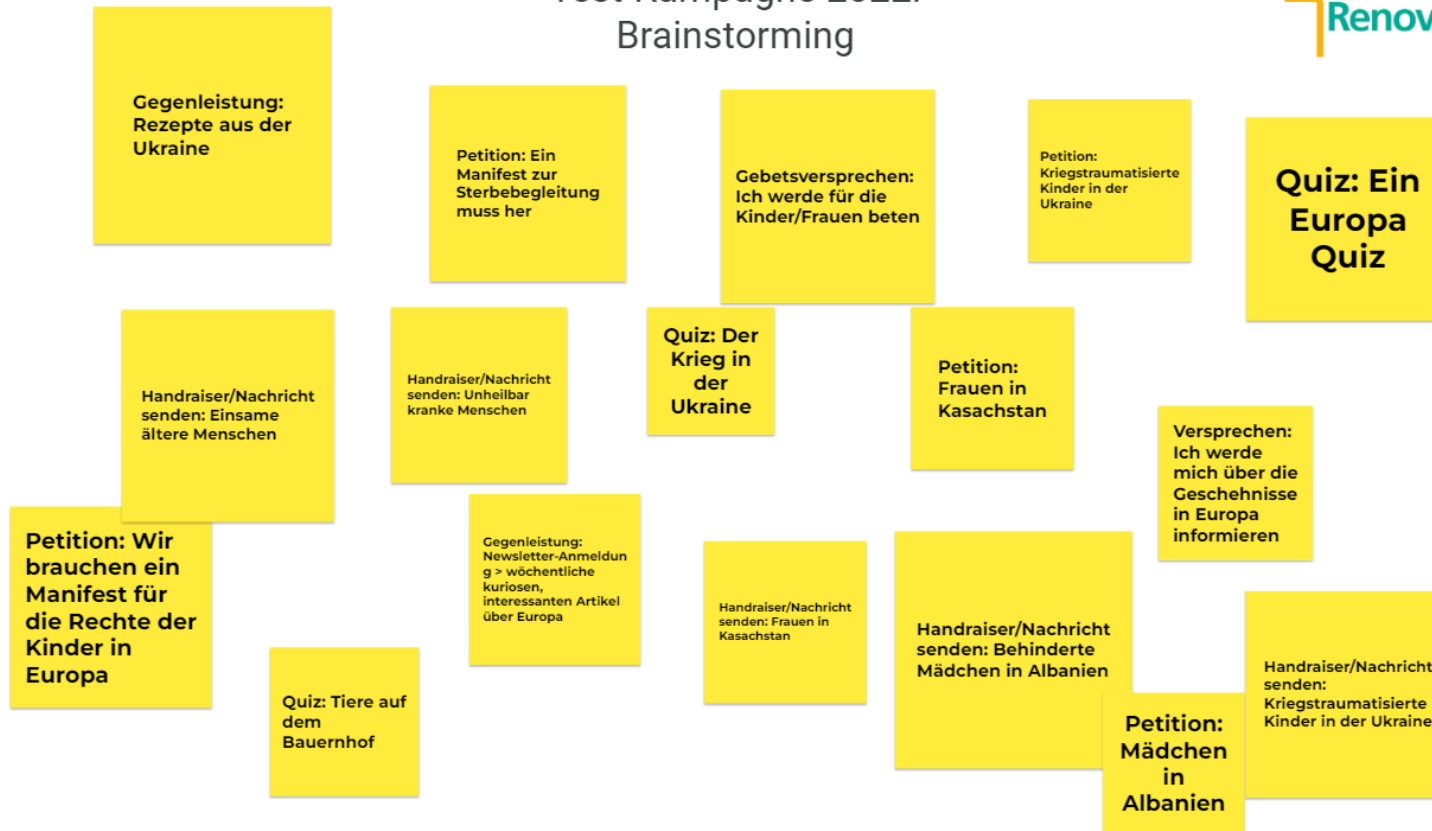 Test Kampagne 2022:
Brainstorming
Renov
Gegenleistung:
Rezepte aus der
Ukraine
Petition: Ein
Manifest zur
Sterbebegleitung
muss her
Gebetsversprechen:
Ich werde für die
Kinder/Frauen beten
Petition:
Kriegstraumatisierte
Kinder in der
Ukraine
Quiz: Ein
Europa
Quiz
Handraiser/Nachricht
senden: Einsame
ältere Menschen
Handraiser/Nachricht
senden: Unheilbar
kranke Menschen
Quiz: Der
Krieg in
der
Ukraine
Petition:
Frauen in
Kasachstan
Versprechen:
Ich werde
mich über die
Geschehnisse
in Europa
informieren
Petition: Wir
brauchen ein
Manifest für
die Rechte der
Kinder in
Europa
Gegenleistung:
Newsletter-Anmeldun
g > wöchentliche
kuriosen,
interessanten Artikel
über Europa
Handraiser/Nachricht
senden: Frauen in
Kasachstan
Handraiser/Nachricht
senden: Behinderte
Mädchen in Albanien
Handraiser/Nachricht
senden:
Kriegstraumatisierte
Kinder in der Ukraine
Quiz: Tiere auf
dem
Bauernhof
Petition:
Mädchen
in
Albanien